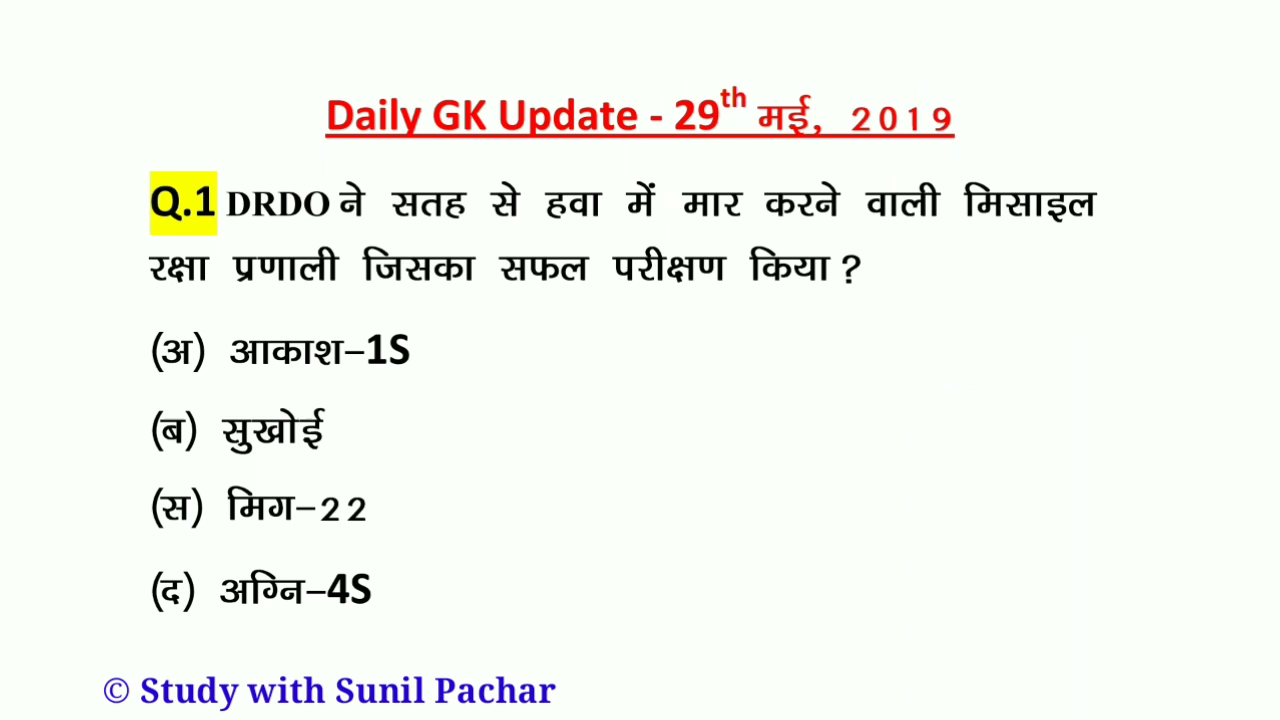 Daily GK Update - 29th मई, 2019
Q.1 DRDO ने सतह से हवा में मार करने वाली मिसाइल
रक्षा प्रणाली जिसका सफल परीक्षण किया ?
(अ) आकाश–1S
(ब) सुखोई
(स) मिग–22
(द) अग्नि–4S
© Study with Sunil Pachar